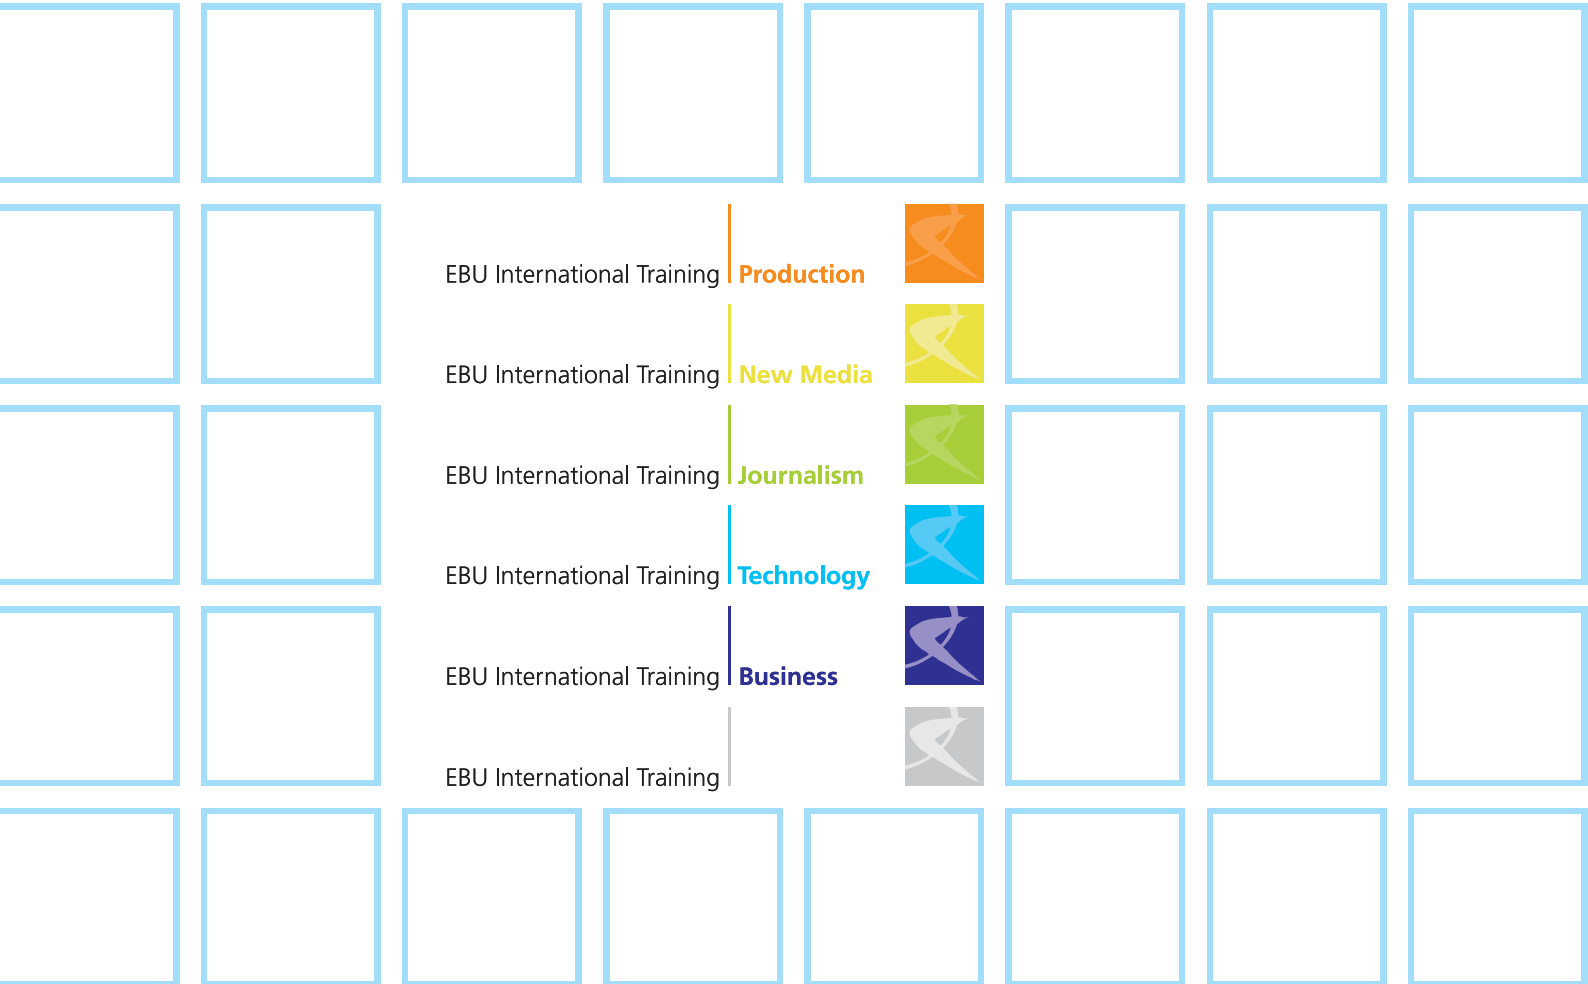 EBU International Training Production
EBU International Training New Media
EBU International Training Journalism
EBU International Training Technology
EBU International Training Business
EBU International Training